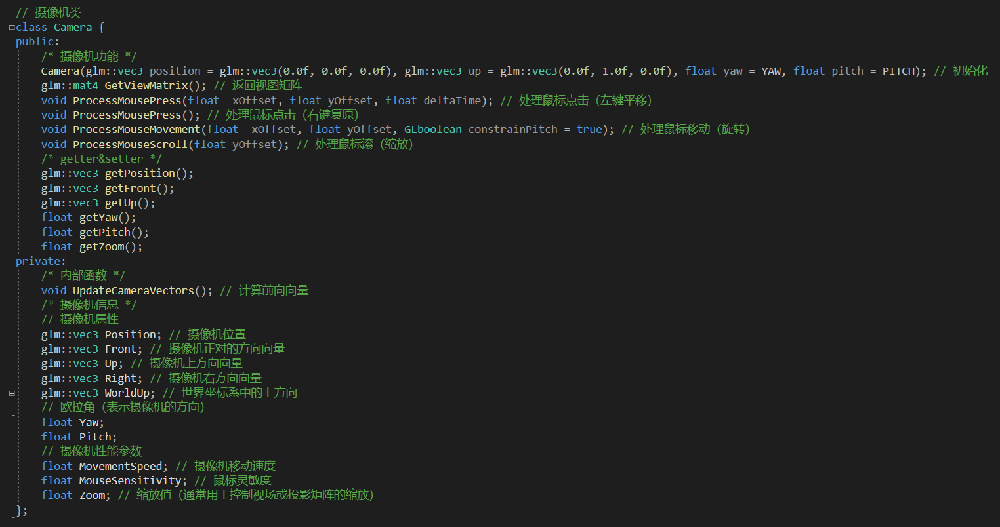 // 摄像机类
class Camera {
public:
    /* 摄像机功能 */
    Camera(glm::vec3 position = glm::vec3(0.0f, 0.0f, 0.0f), glm::vec3 up = glm::vec3(0.0f, 1.0f, 0.0f), float yaw = YAW, float pitch = PITCH); // 初始化
    glm::mat4 GetViewMatrix(); // 返回视图矩阵
    void ProcessMousePress(float  xOffset, float yOffset, float deltaTime); // 处理鼠标点击（左键平移）
    void ProcessMousePress(); // 处理鼠标点击（右键复原）
    void ProcessMouseMovement(float  xOffset, float yOffset, GLboolean constrainPitch = true); // 处理鼠标移动（旋转）
    void ProcessMouseScroll(float yOffset); // 处理鼠标滚（缩放）
    /* getter&setter */
    glm::vec3 getPosition();
    glm::vec3 getFront();
    glm::vec3 getUp();
    float getYaw();
    float getPitch();
    float getZoom();
private:
    /* 内部函数 */
    void UpdateCameraVectors(); // 计算前向向量
    /* 摄像机信息 */
    // 摄像机属性
    glm::vec3 Position; // 摄像机位置
    glm::vec3 Front; // 摄像机正对的方向向量
    glm::vec3 Up; // 摄像机上方向向量
    glm::vec3 Right; // 摄像机右方向向量
    glm::vec3 WorldUp; // 世界坐标系中的上方向
    // 欧拉角（表示摄像机的方向）
    float Yaw;
    float Pitch;
    // 摄像机性能参数
    float MovementSpeed; // 摄像机移动速度
    float MouseSensitivity; // 鼠标灵敏度
    float Zoom; // 缩放值（通常用于控制视场或投影矩阵的缩放）
};